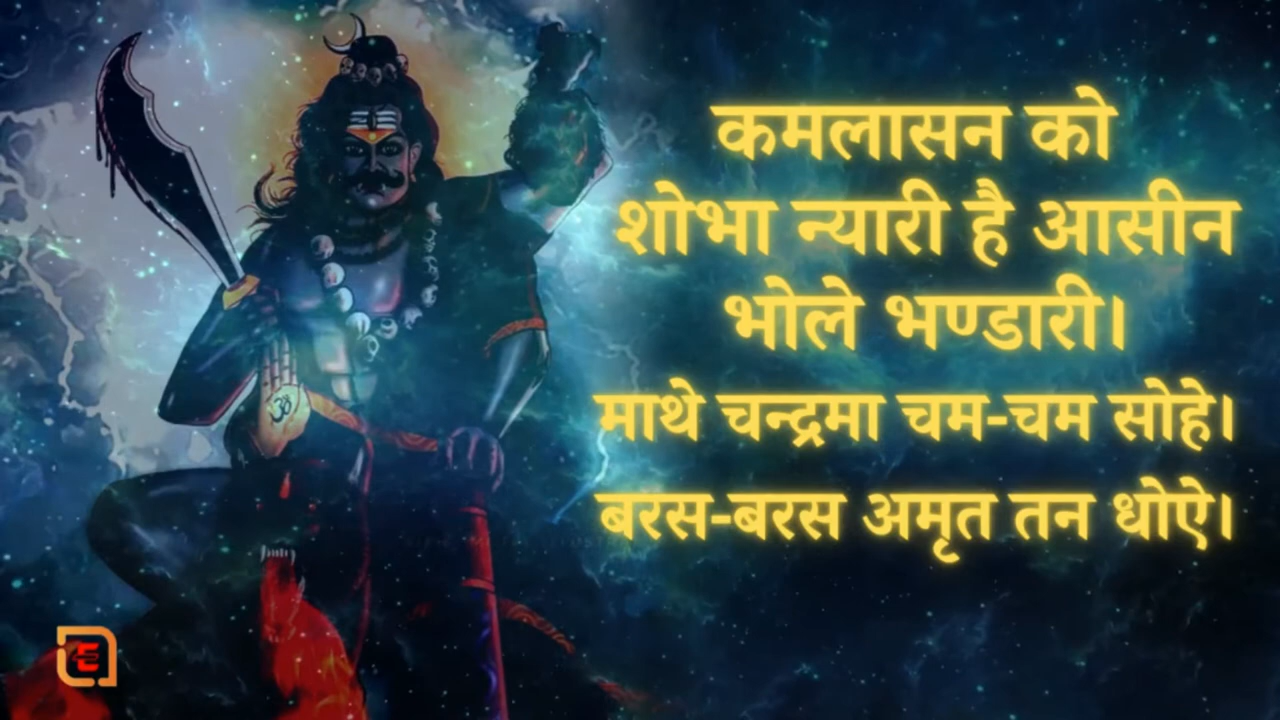 कमलासन को
शोभा न्यारी है आसीन
भोले भण्डारी।
माथे चन्द्रमा चम-चम सोहे।
बरस-बरस अमृत तन धोऐ।
ॐ
E